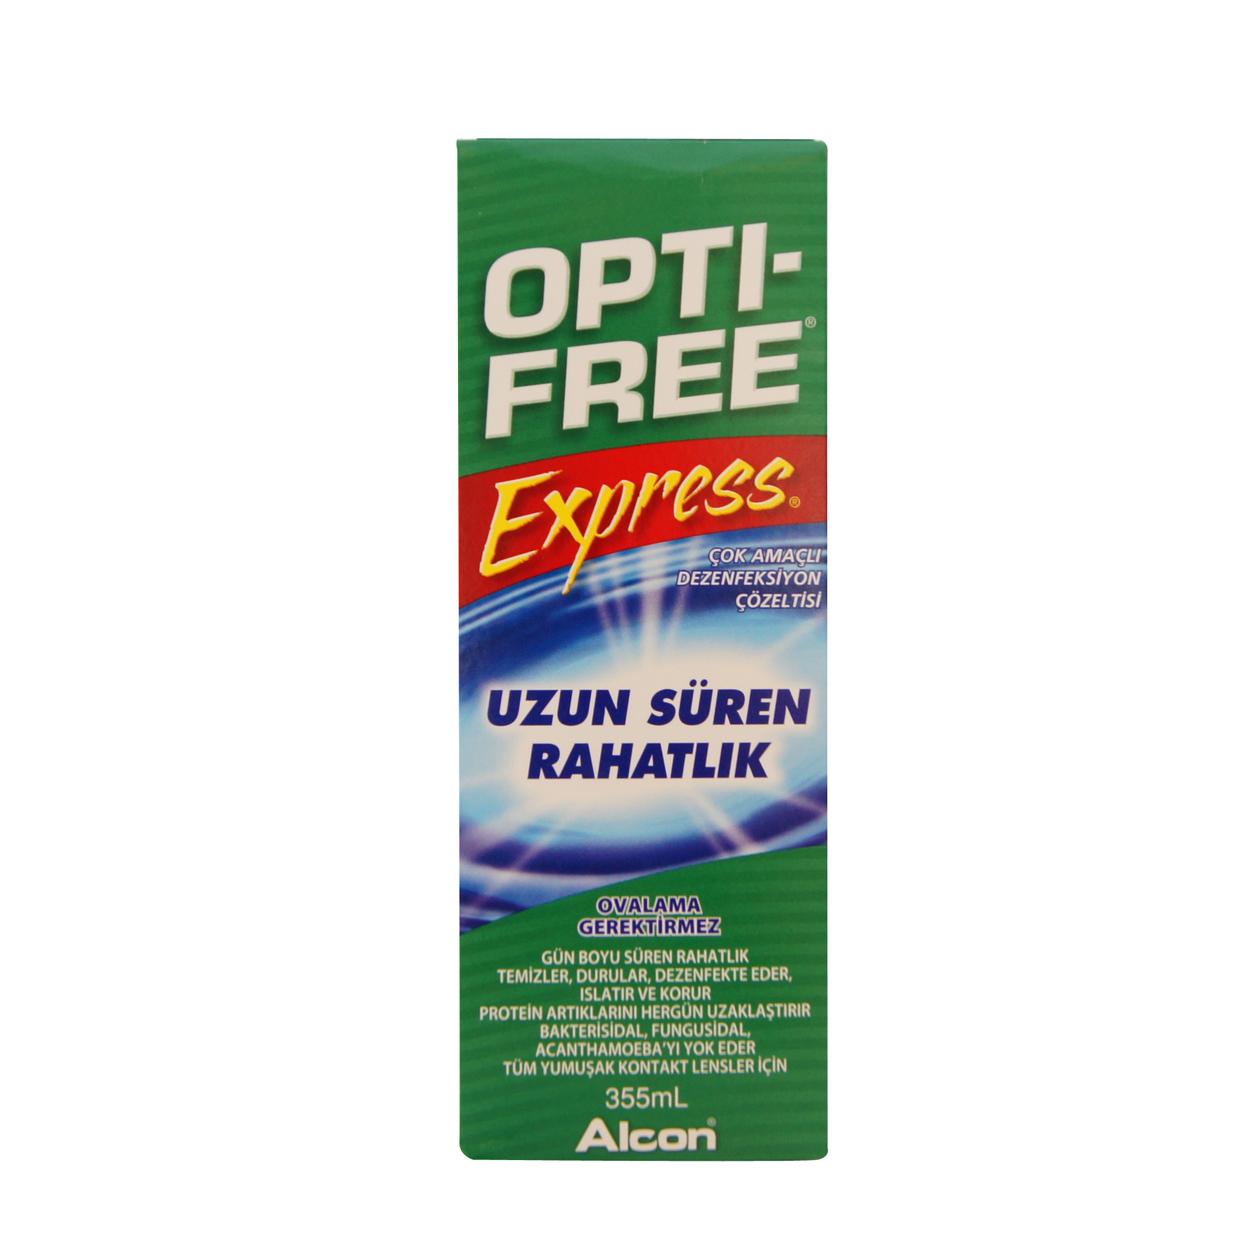 OPTI-
FREE®
Express®
ÇOK AMAÇLI
DEZENFEKSİYON
ÇÖZELTİSİ
UZUN SÜREN
RAHATLIK
OVALAMA
GEREKTİRMEZ
GÜN BOYU SÜREN RAHATLIK
TEMİZLER, DURULAR, DEZENFEKTE EDER,
ISLATIR VE KORUR
PROTEİN ARTIKLARINI HERGÜN UZAKLAŞTIRIR
BAKTERİSİDAL, FUNGUSİDAL,
ACANTHAMOEBA'YI YOK EDER
TÜM YUMUŞAK KONTAKT LENSLER İÇİN
355mL
Alcon®